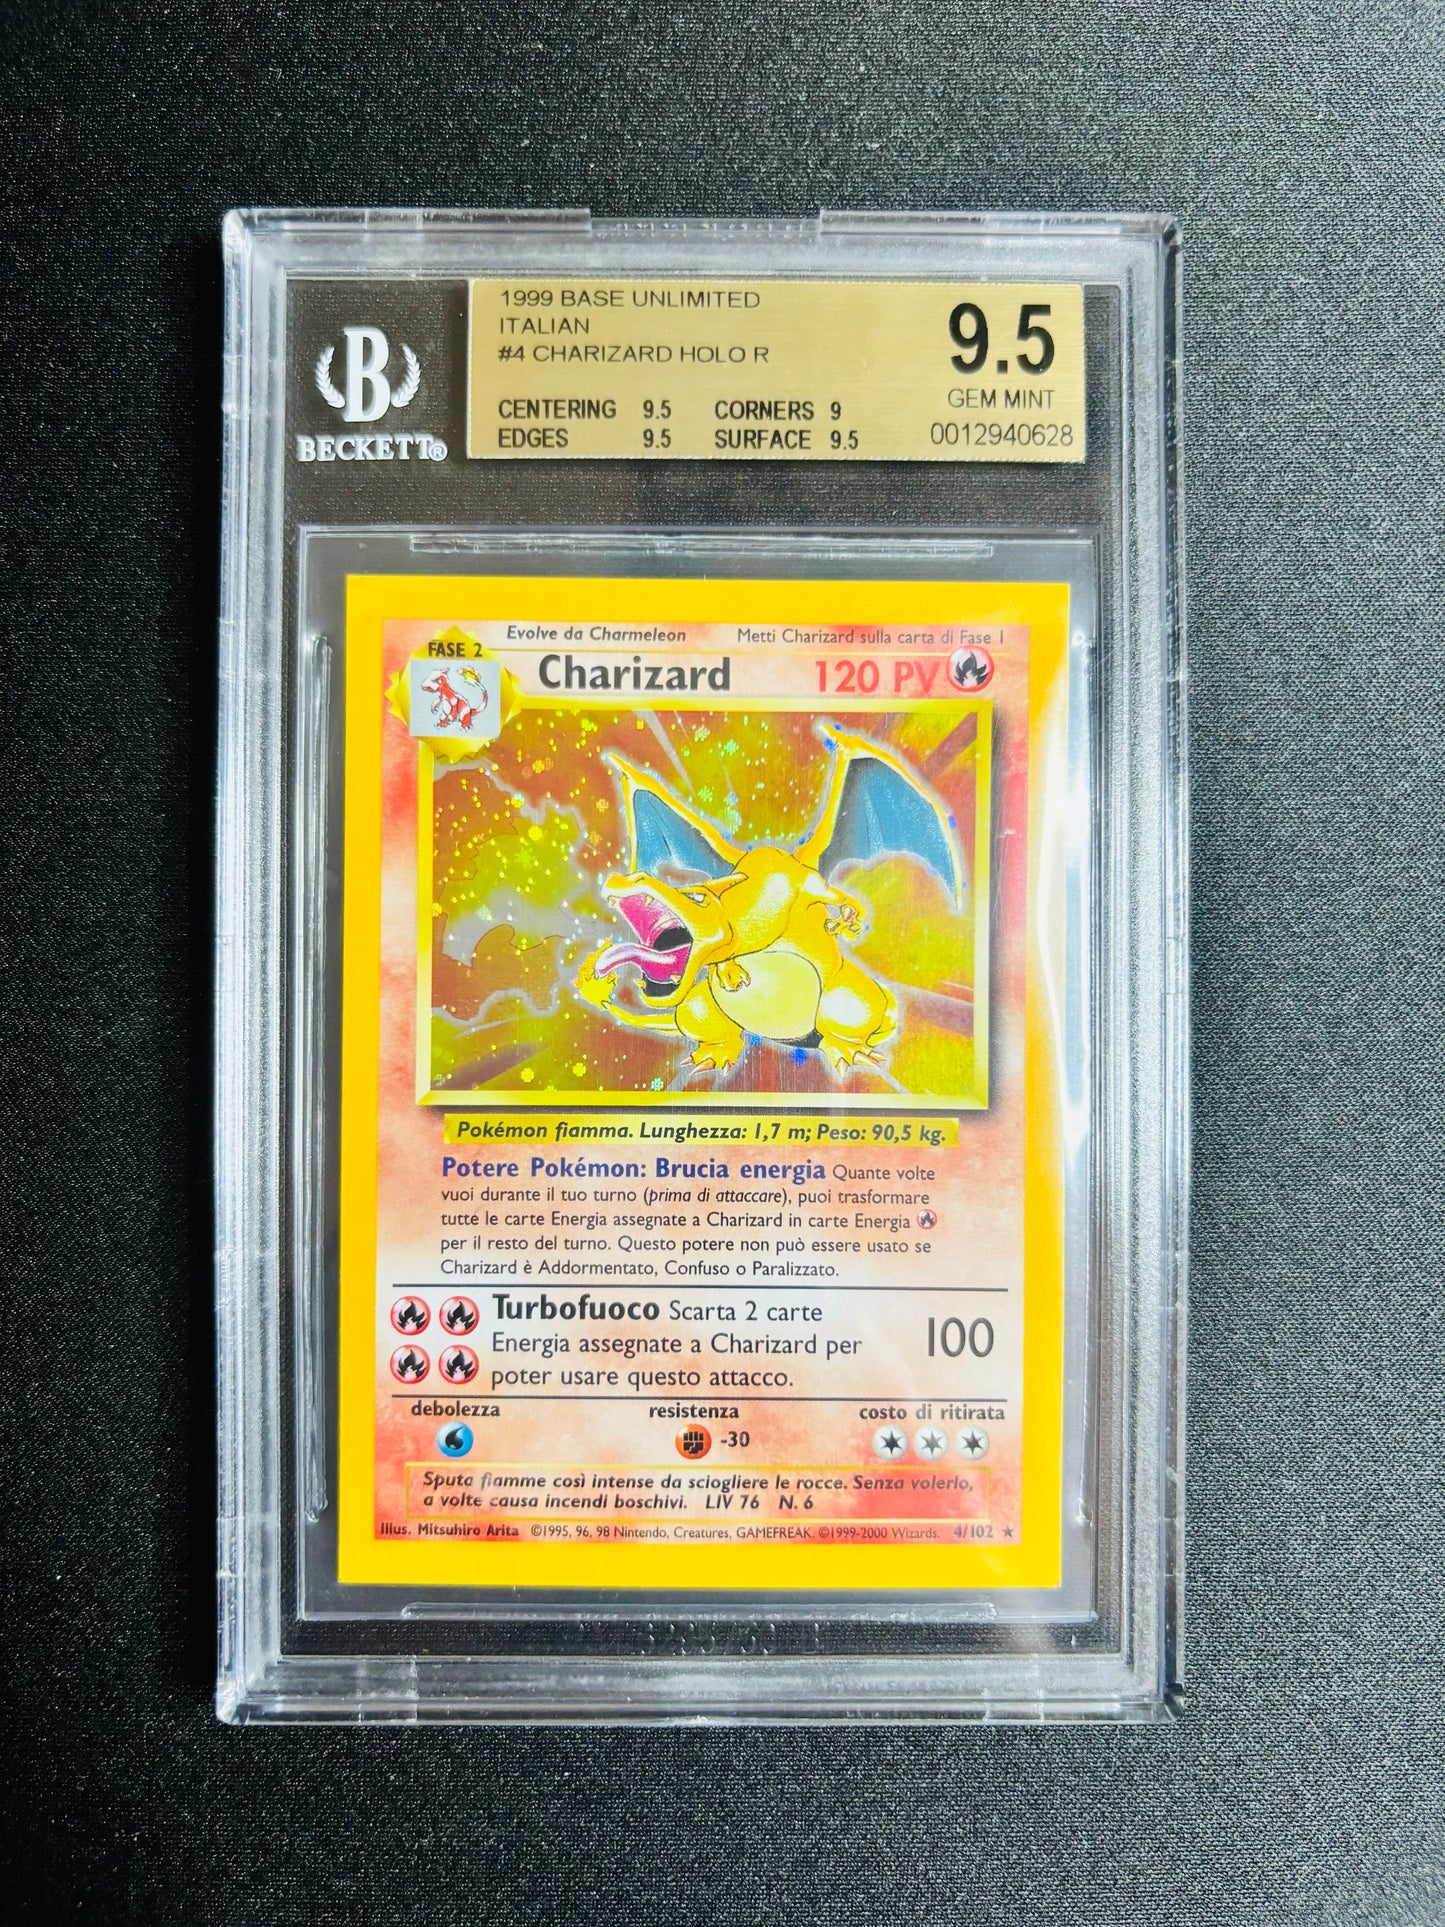 1999 BASE UNLIMITED
ITALIAN
#4 CHARIZARD HOLO R
9.5
GEM MINT
CENTERING 9.5 CORNERS 9
EDGES 9.5 SURFACE 9.5
0012940628
B
BECKETT®
Evolve da Charmeleon Metti Charizard sulla carta di Fase 1
FASE 2
Charizard 120 PV
Pokémon fiamma. Lunghezza: 1,7 m; Peso: 90,5 kg.
Potere Pokémon: Brucia energia Quante volte
vuoi durante il tuo turno (prima di attaccare), puoi trasformare
tutte le carte Energia assegnate a Charizard in carte Energia
per il resto del turno. Questo potere non può essere usato se
Charizard è Addormentato, Confuso o Paralizzato.
Turbofuoco Scarta 2 carte
Energia assegnate a Charizard per
poter usare questo attacco.
100
debolezza resistenza costo di ritirata
-30
Sputa fiamme così intense da sciogliere le rocce. Senza volerlo,
a volte causa incendi boschivi. LIV 76 N. 6
Illus. Mitsuhiro Arita ©1995, 96, 98 Nintendo, Creatures, GAMEFREAK. ©1999-2000 Wizards. 4/102 ★